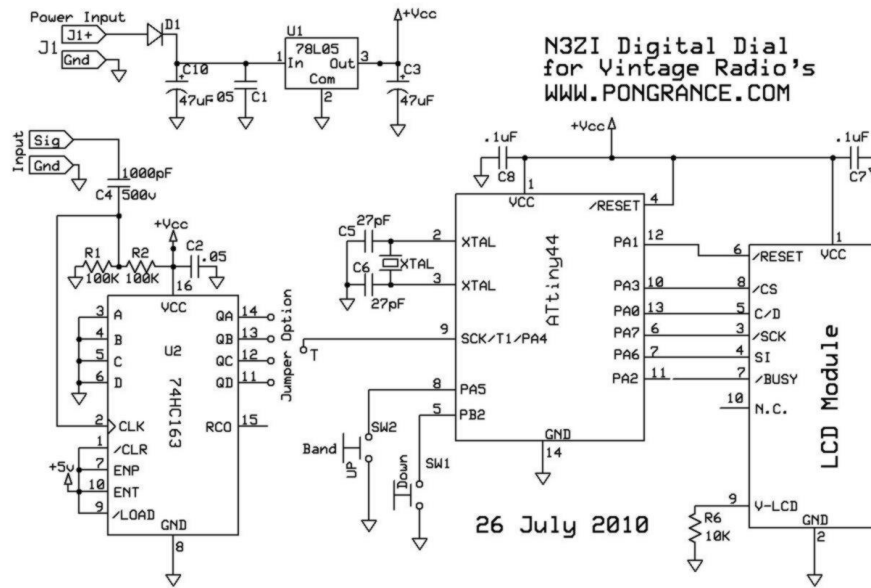 Power Input
J1+
D1
J1
Gnd
C10
47uF
.05
C1
U1
78L05
1
In
Out
3
Com
2
+Vcc
C3
47uF
N3ZI Digital Dial
for Vintage Radio's
WWW.PONGRANCE.COM
Input
Sig
Gnd
1000pF
C4
500v
+Vcc
R1
100K
R2
100K
C2
.05
16
VCC
3
A
QA
14
4
B
QB
13
5
C
QC
12
6
D
QD
11
Jumper Option
U2
74HC163
2
CLK
RCO
15
1
/CLR
7
ENP
+5v
10
ENT
9
/LOAD
GND
8
+Vcc
.1uF
C8
.1uF
C7
1
VCC
/RESET
4
C5
27pF
2
XTAL
XTAL
C6
27pF
3
XTAL
ATtiny44
PA1
12
PA3
10
PA0
13
PA7
6
PA6
7
PA2
11
T
9
SCK/T1/PA4
8
PA5
5
PB2
GND
14
SW2
Band
UP
SW1
Down
1
VCC
6
/RESET
8
/CS
5
C/D
3
/SCK
4
SI
7
/BUSY
10
N.C.
LCD Module
9
V-LCD
R6
10K
GND
2
26 July 2010